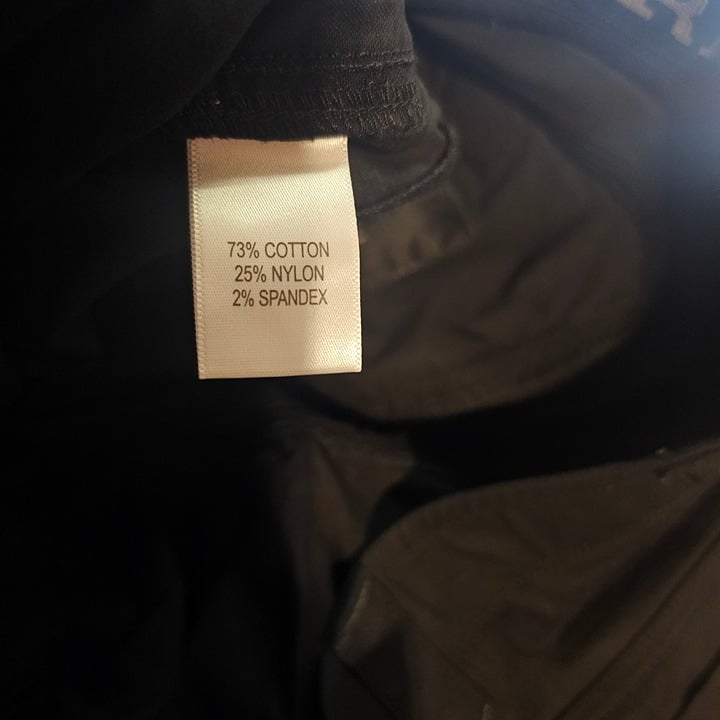 73% COTTON
25% NYLON
2% SPANDEX